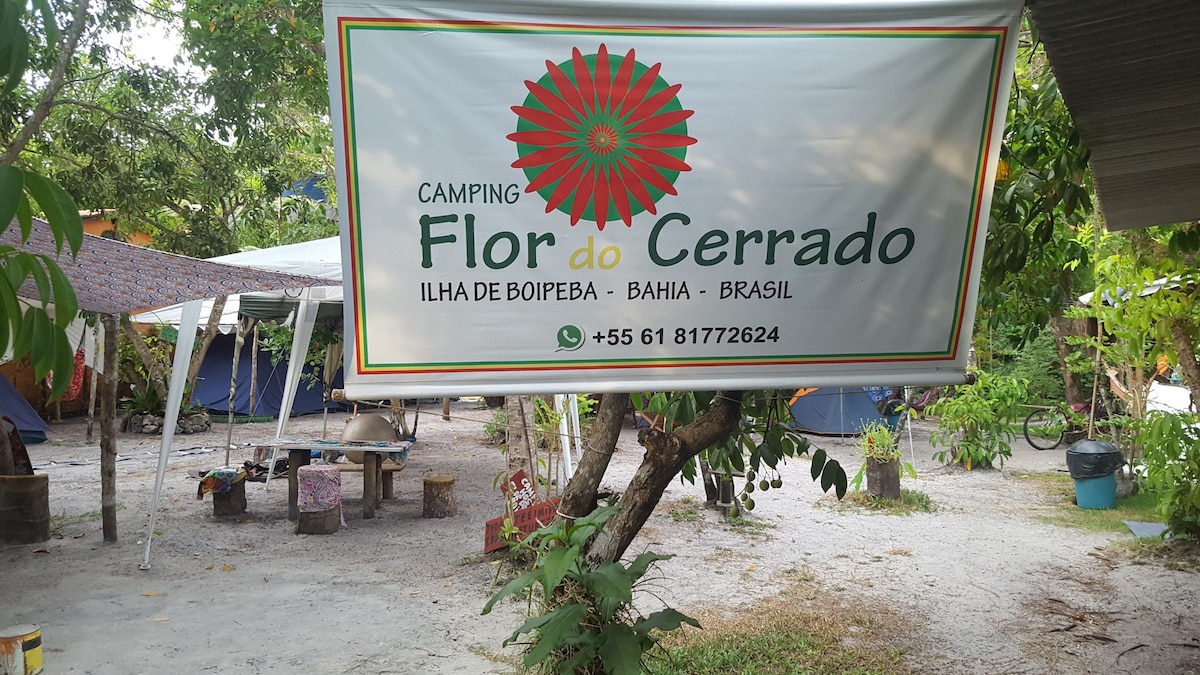 CAMPING
Flor do Cerrado
ILHA DE BOIPEBA - BAHIA - BRASIL
+55 61 81772624